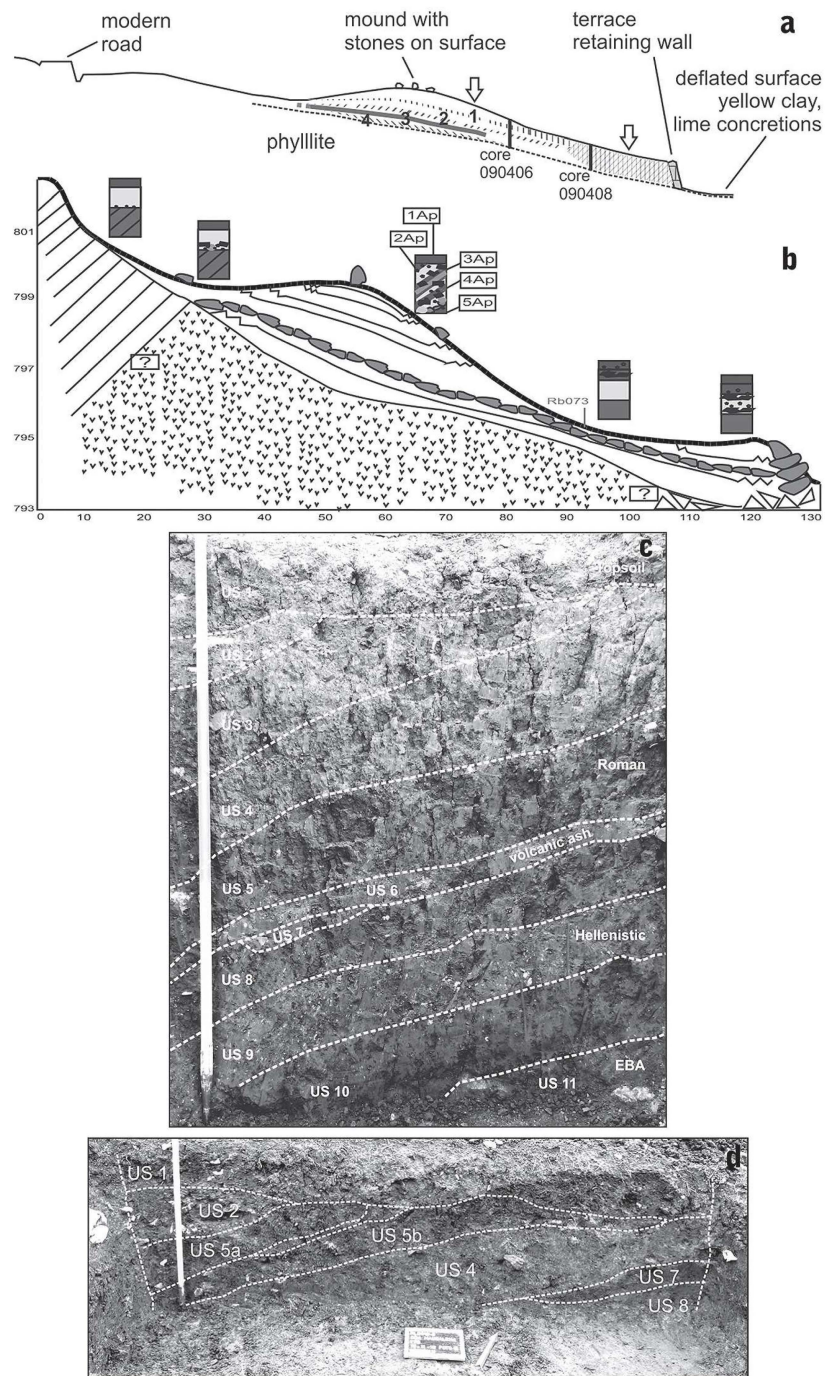 a
modern
road
mound with
stones on surface
terrace
retaining wall
deflated surface
yellow clay,
lime concretions
4 3 2 1
phylllite
core
090406
core
090408
b
801
799
797
795
793
1Ap
2Ap
3Ap
4Ap
5Ap
?
Rb073
?
0 10 20 30 40 50 60 70 80 90 100 110 120 130
c
Topsoil
US 1
US 2
US 3
Roman
US 4
volcanic ash
US 5
US 6
US 7
Hellenistic
US 8
US 9
EBA
US 10
US 11
d
US 1
US 2
US 5b
US 5a
US 4
US 7
US 8